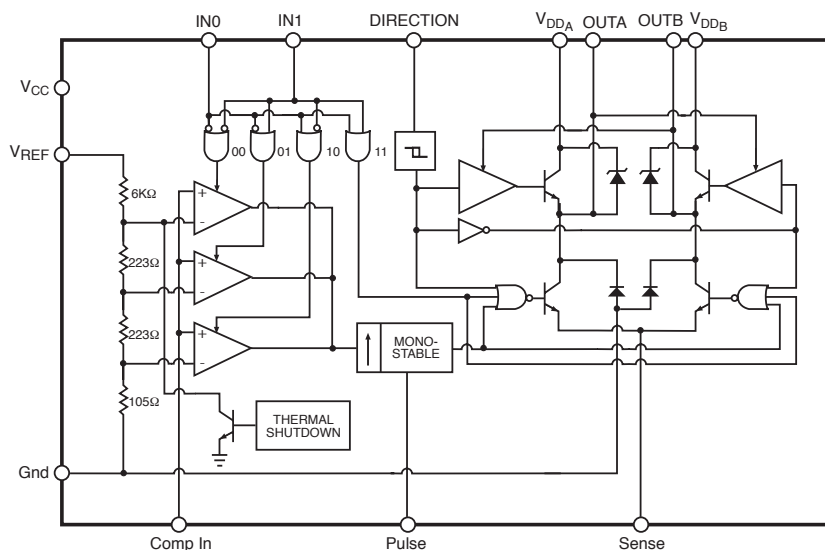 IN0
IN1
DIRECTION
VDDA
OUTA
OUTB
VDDB
VCC
VREF
00
01
10
11
6KΩ
+
-
223Ω
+
-
223Ω
+
-
MONO-
STABLE
105Ω
THERMAL
SHUTDOWN
Gnd
Comp In
Pulse
Sense